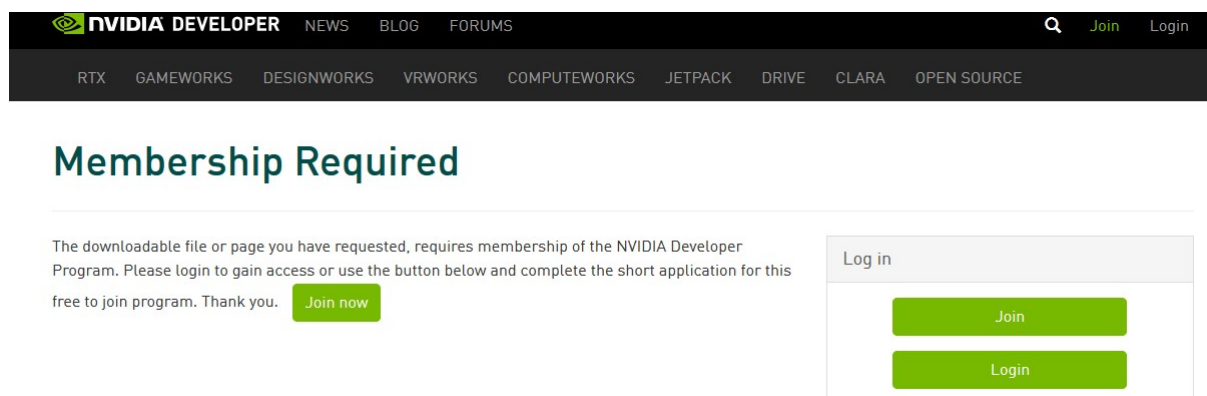 NVIDIA DEVELOPER NEWS BLOG FORUMS Join Login
RTX GAMEWORKS DESIGNWORKS VRWORKS COMPUTEWORKS JETPACK DRIVE CLARA OPEN SOURCE
Membership Required
The downloadable file or page you have requested, requires membership of the NVIDIA Developer
Program. Please login to gain access or use the button below and complete the short application for this
free to join program. Thank you. Join now
Log in
Join
Login